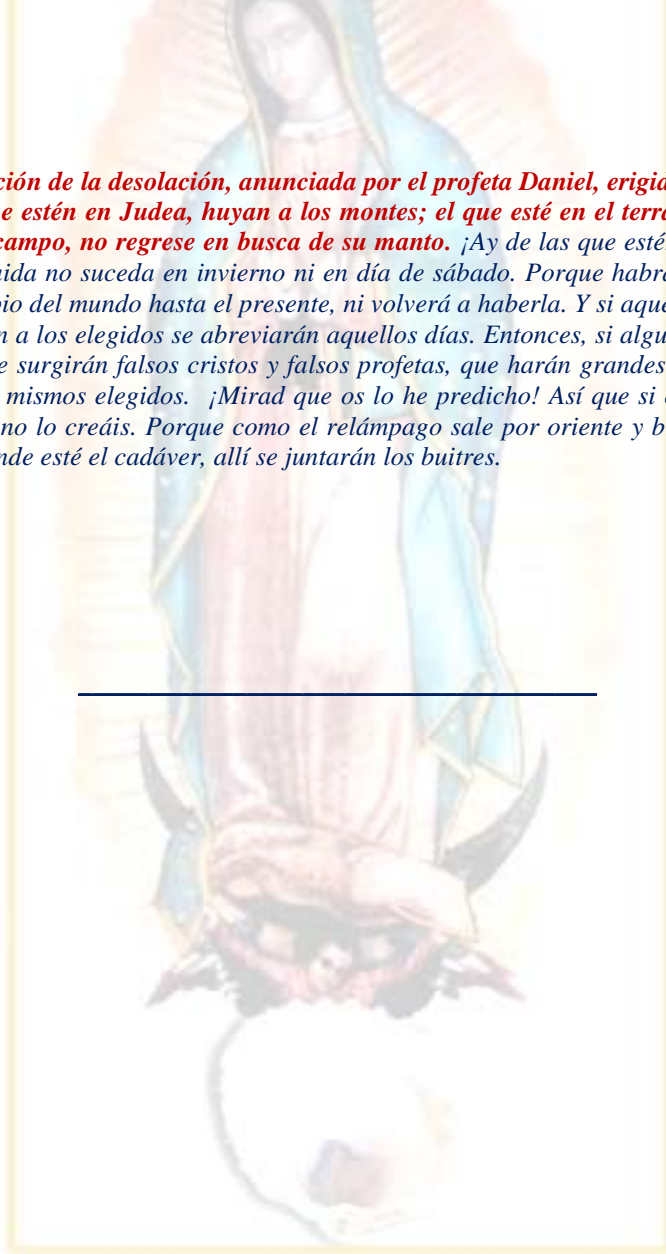 ción de la desolación, anunciada por el profeta Daniel, erigida
e estén en Judea, huyan a los montes; el que esté en el terra
campo, no regrese en busca de su manto. ¡Ay de las que esté
uida no suceda en invierno ni en día de sábado. Porque habrá
pio del mundo hasta el presente, ni volverá a haberla. Y si aque
n a los elegidos se abreviarán aquellos días. Entonces, si algu
e surgirán falsos cristos y falsos profetas, que harán grandes
mismos elegidos. ¡Mirad que os lo he predicho! Así que si
no lo creáis. Porque como el relámpago sale por oriente y b
nde esté el cadáver, allí se juntarán los buitres.